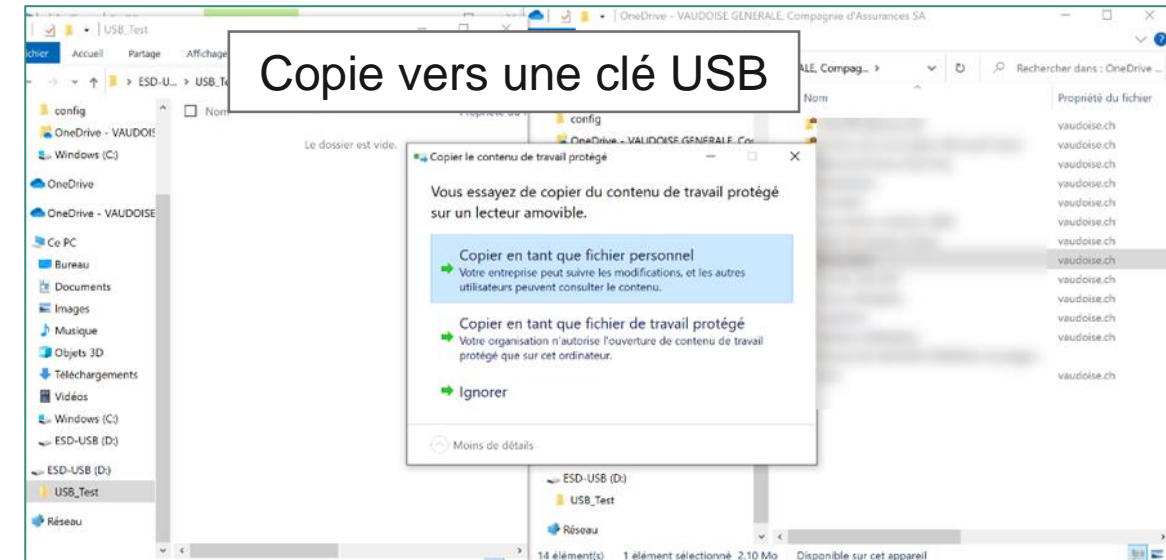 USB_Test
OneDrive - VAUDOISE GENERALE, Compagnie d'Assurances SA
Copie vers une clé USB
chier
Accueil
Partage
Affichage
> ESD-U... > USB_Te
ALE, Compag... >
Rechercher dans : OneDrive ...
config
OneDrive - VAUDOIS
Windows (C:)
OneDrive
OneDrive - VAUDOISE
Ce PC
Bureau
Documents
Images
Musique
Objets 3D
Téléchargements
Vidéos
Windows (C:)
ESD-USB (D:)
ESD-USB (D:)
USB_Test
Réseau
Nom
Le dossier est vide.
config
OneDrive - VAUDOISE GENERALE, Co
Copier le contenu de travail protégé
Vous essayez de copier du contenu de travail protégé
sur un lecteur amovible.
Copier en tant que fichier personnel
Votre entreprise peut suivre les modifications, et les autres
utilisateurs peuvent consulter le contenu.
Copier en tant que fichier de travail protégé
Votre organisation n'autorise l'ouverture de contenu de travail
protégé que sur cet ordinateur.
Ignorer
Moins de détails
ESD-USB (D:)
USB_Test
Réseau
Nom
Propriété du fichier
vaudoise.ch
vaudoise.ch
vaudoise.ch
vaudoise.ch
vaudoise.ch
vaudoise.ch
vaudoise.ch
vaudoise.ch
vaudoise.ch
vaudoise.ch
vaudoise.ch
vaudoise.ch
vaudoise.ch
14 élément(s)
1 élément sélectionné 2,10 Mo
Disponible sur cet appareil